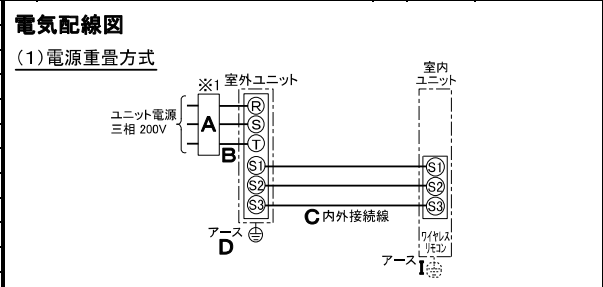 電気配線図
(1)電源重畳方式
※1
室外ユニット
室内
ユニット
ユニット電源
三相 200V
A
B
R
S
T
S1
S2
S3
S1
S2
S3
C 内外接続線
アース
D
ワイヤレス
リモコン
アース
I